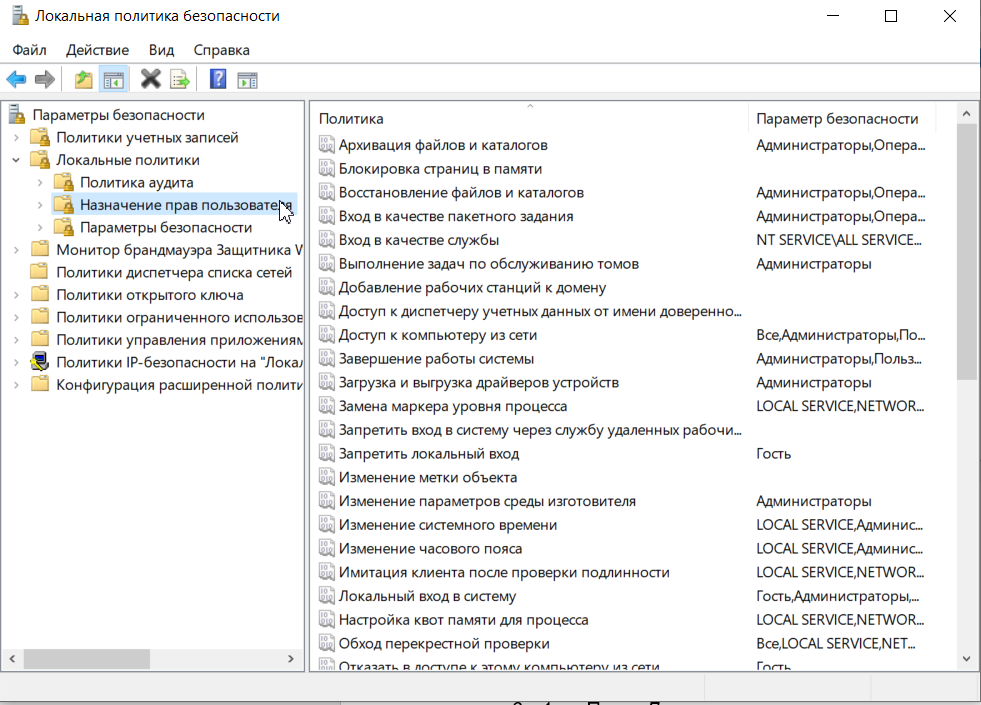 Локальная политика безопасности
Файл Действие Вид Справка
Параметры безопасности
Политики учетных записей
Локальные политики
Политика аудита
Назначение прав пользователя
Параметры безопасности
Монитор брандмауэра Защитника
Политики диспетчера списка сетей
Политики открытого ключа
Политики ограниченного использов
Политики управления приложениям
Политики IP-безопасности на "Локал
Конфигурация расширенной полити
Политика Параметр безопасности
Архивация файлов и каталогов Администраторы,Опера...
Блокировка страниц в памяти
Восстановление файлов и каталогов Администраторы,Опера...
Вход в качестве пакетного задания Администраторы,Опера...
Вход в качестве службы NT SERVICE\ALL SERVICE...
Выполнение задач по обслуживанию томов Администраторы
Добавление рабочих станций к домену
Доступ к диспетчеру учетных данных от имени доверенно...
Доступ к компьютеру из сети Все,Администраторы,По...
Завершение работы системы Администраторы,Польз...
Загрузка и выгрузка драйверов устройств Администраторы
Замена маркера уровня процесса LOCAL SERVICE,NETWOR...
Запретить вход в систему через службу удаленных рабочи...
Запретить локальный вход Гость
Изменение метки объекта
Изменение параметров среды изготовителя Администраторы
Изменение системного времени LOCAL SERVICE,Админис...
Изменение часового пояса LOCAL SERVICE,Админис...
Имитация клиента после проверки подлинности LOCAL SERVICE,NETWOR...
Локальный вход в систему Гость,Администраторы,...
Настройка квот памяти для процесса LOCAL SERVICE,NETWOR...
Обход перекрестной проверки Все,LOCAL SERVICE,NET...
Отказать в доступе к этому компьютеру из сети Гость